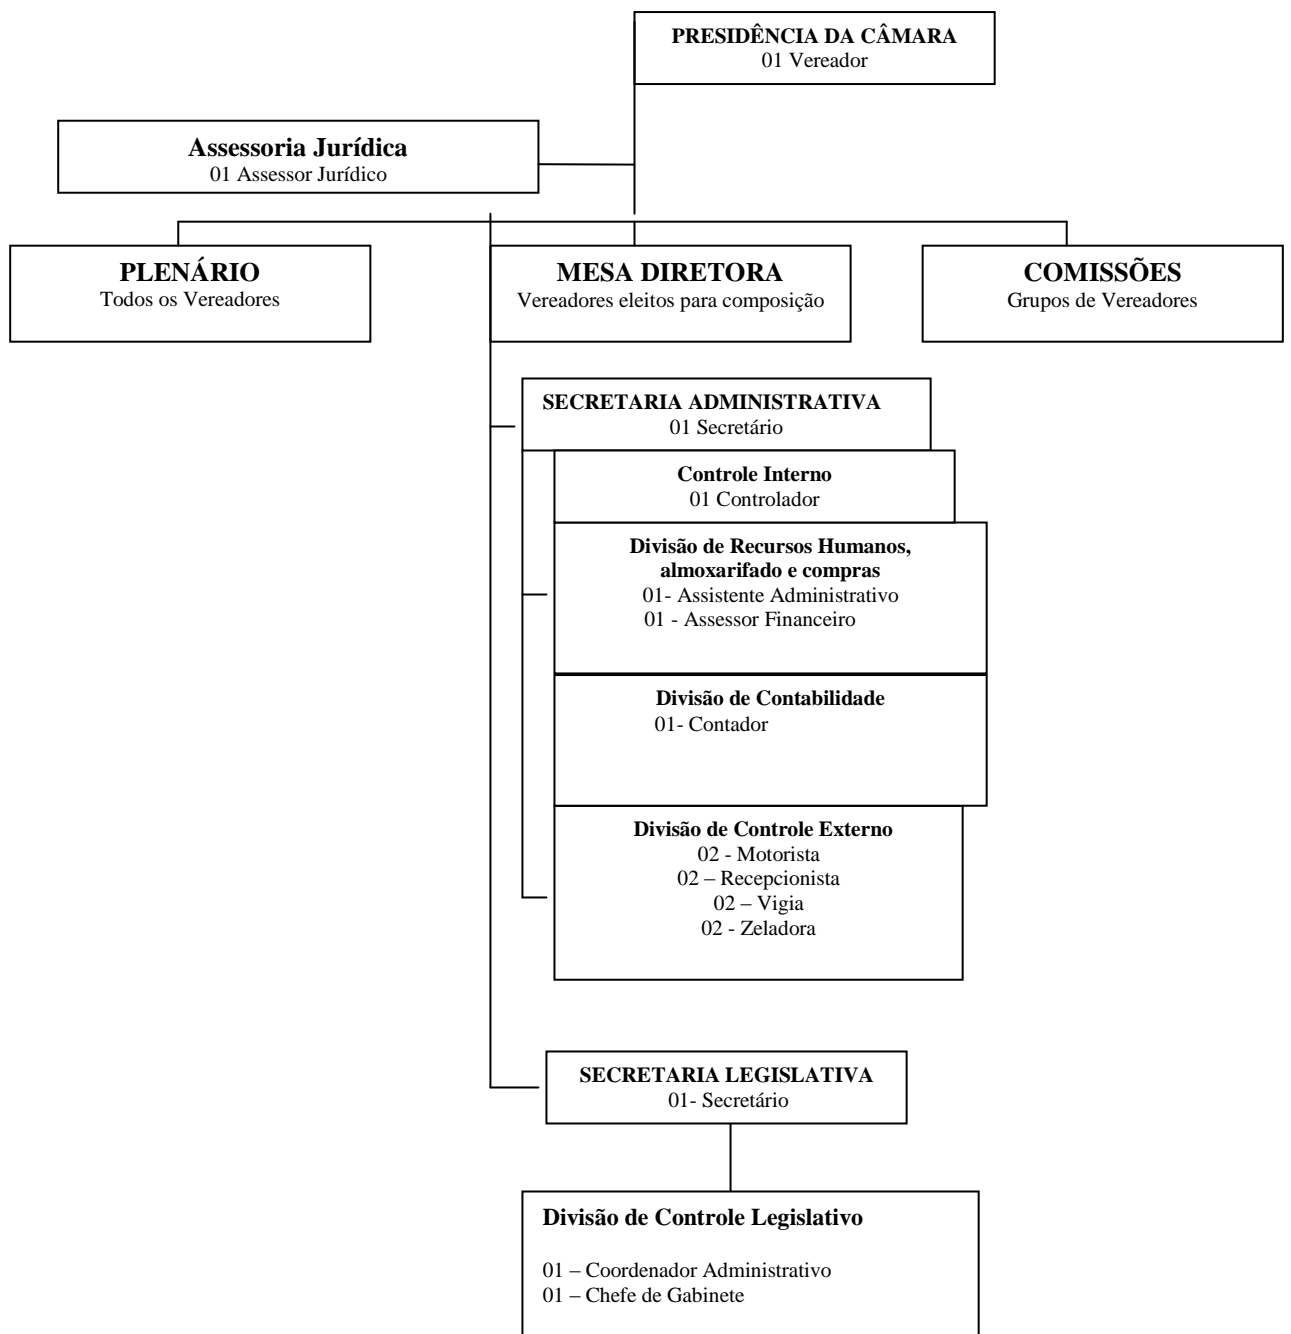 PRESIDÊNCIA DA CÂMARA
01 Vereador
Assessoria Jurídica
01 Assessor Jurídico
PLENÁRIO
Todos os Vereadores
MESA DIRETORA
Vereadores eleitos para composição
COMISSÕES
Grupos de Vereadores
SECRETARIA ADMINISTRATIVA
01 Secretário
Controle Interno
01 Controlador
Divisão de Recursos Humanos,
almoxarifado e compras
01- Assistente Administrativo
01 - Assessor Financeiro
Divisão de Contabilidade
01- Contador
Divisão de Controle Externo
02 - Motorista
02 – Recepcionista
02 – Vigia
02 - Zeladora
SECRETARIA LEGISLATIVA
01- Secretário
Divisão de Controle Legislativo
01 – Coordenador Administrativo
01 – Chefe de Gabinete